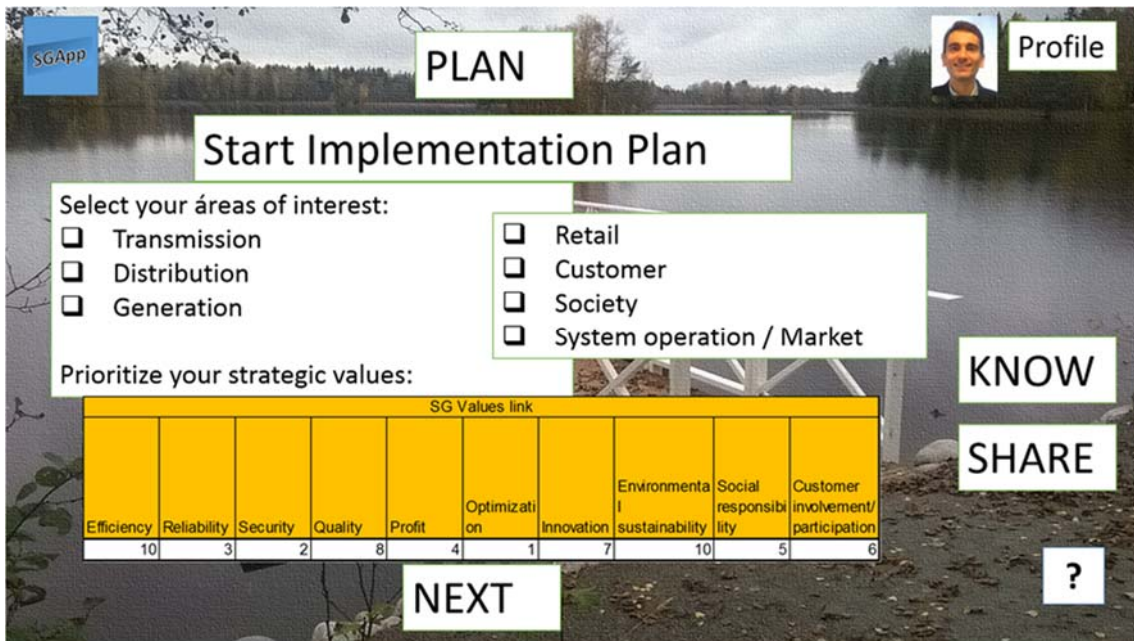 SGApp
PLAN
Profile
Start Implementation Plan
Select your áreas of interest:
Transmission
Distribution
Generation
Retail
Customer
Society
System operation / Market
Prioritize your strategic values:
KNOW
SHARE
SG Values link
Efficiency
Reliability
Security
Quality
Profit
Optimizati
on
Innovation
Environmenta
l
sustainability
Social
responsibi
lity
Customer
involvement/
participation
10 3 2 8 4 1 7 10 5 6
NEXT
?